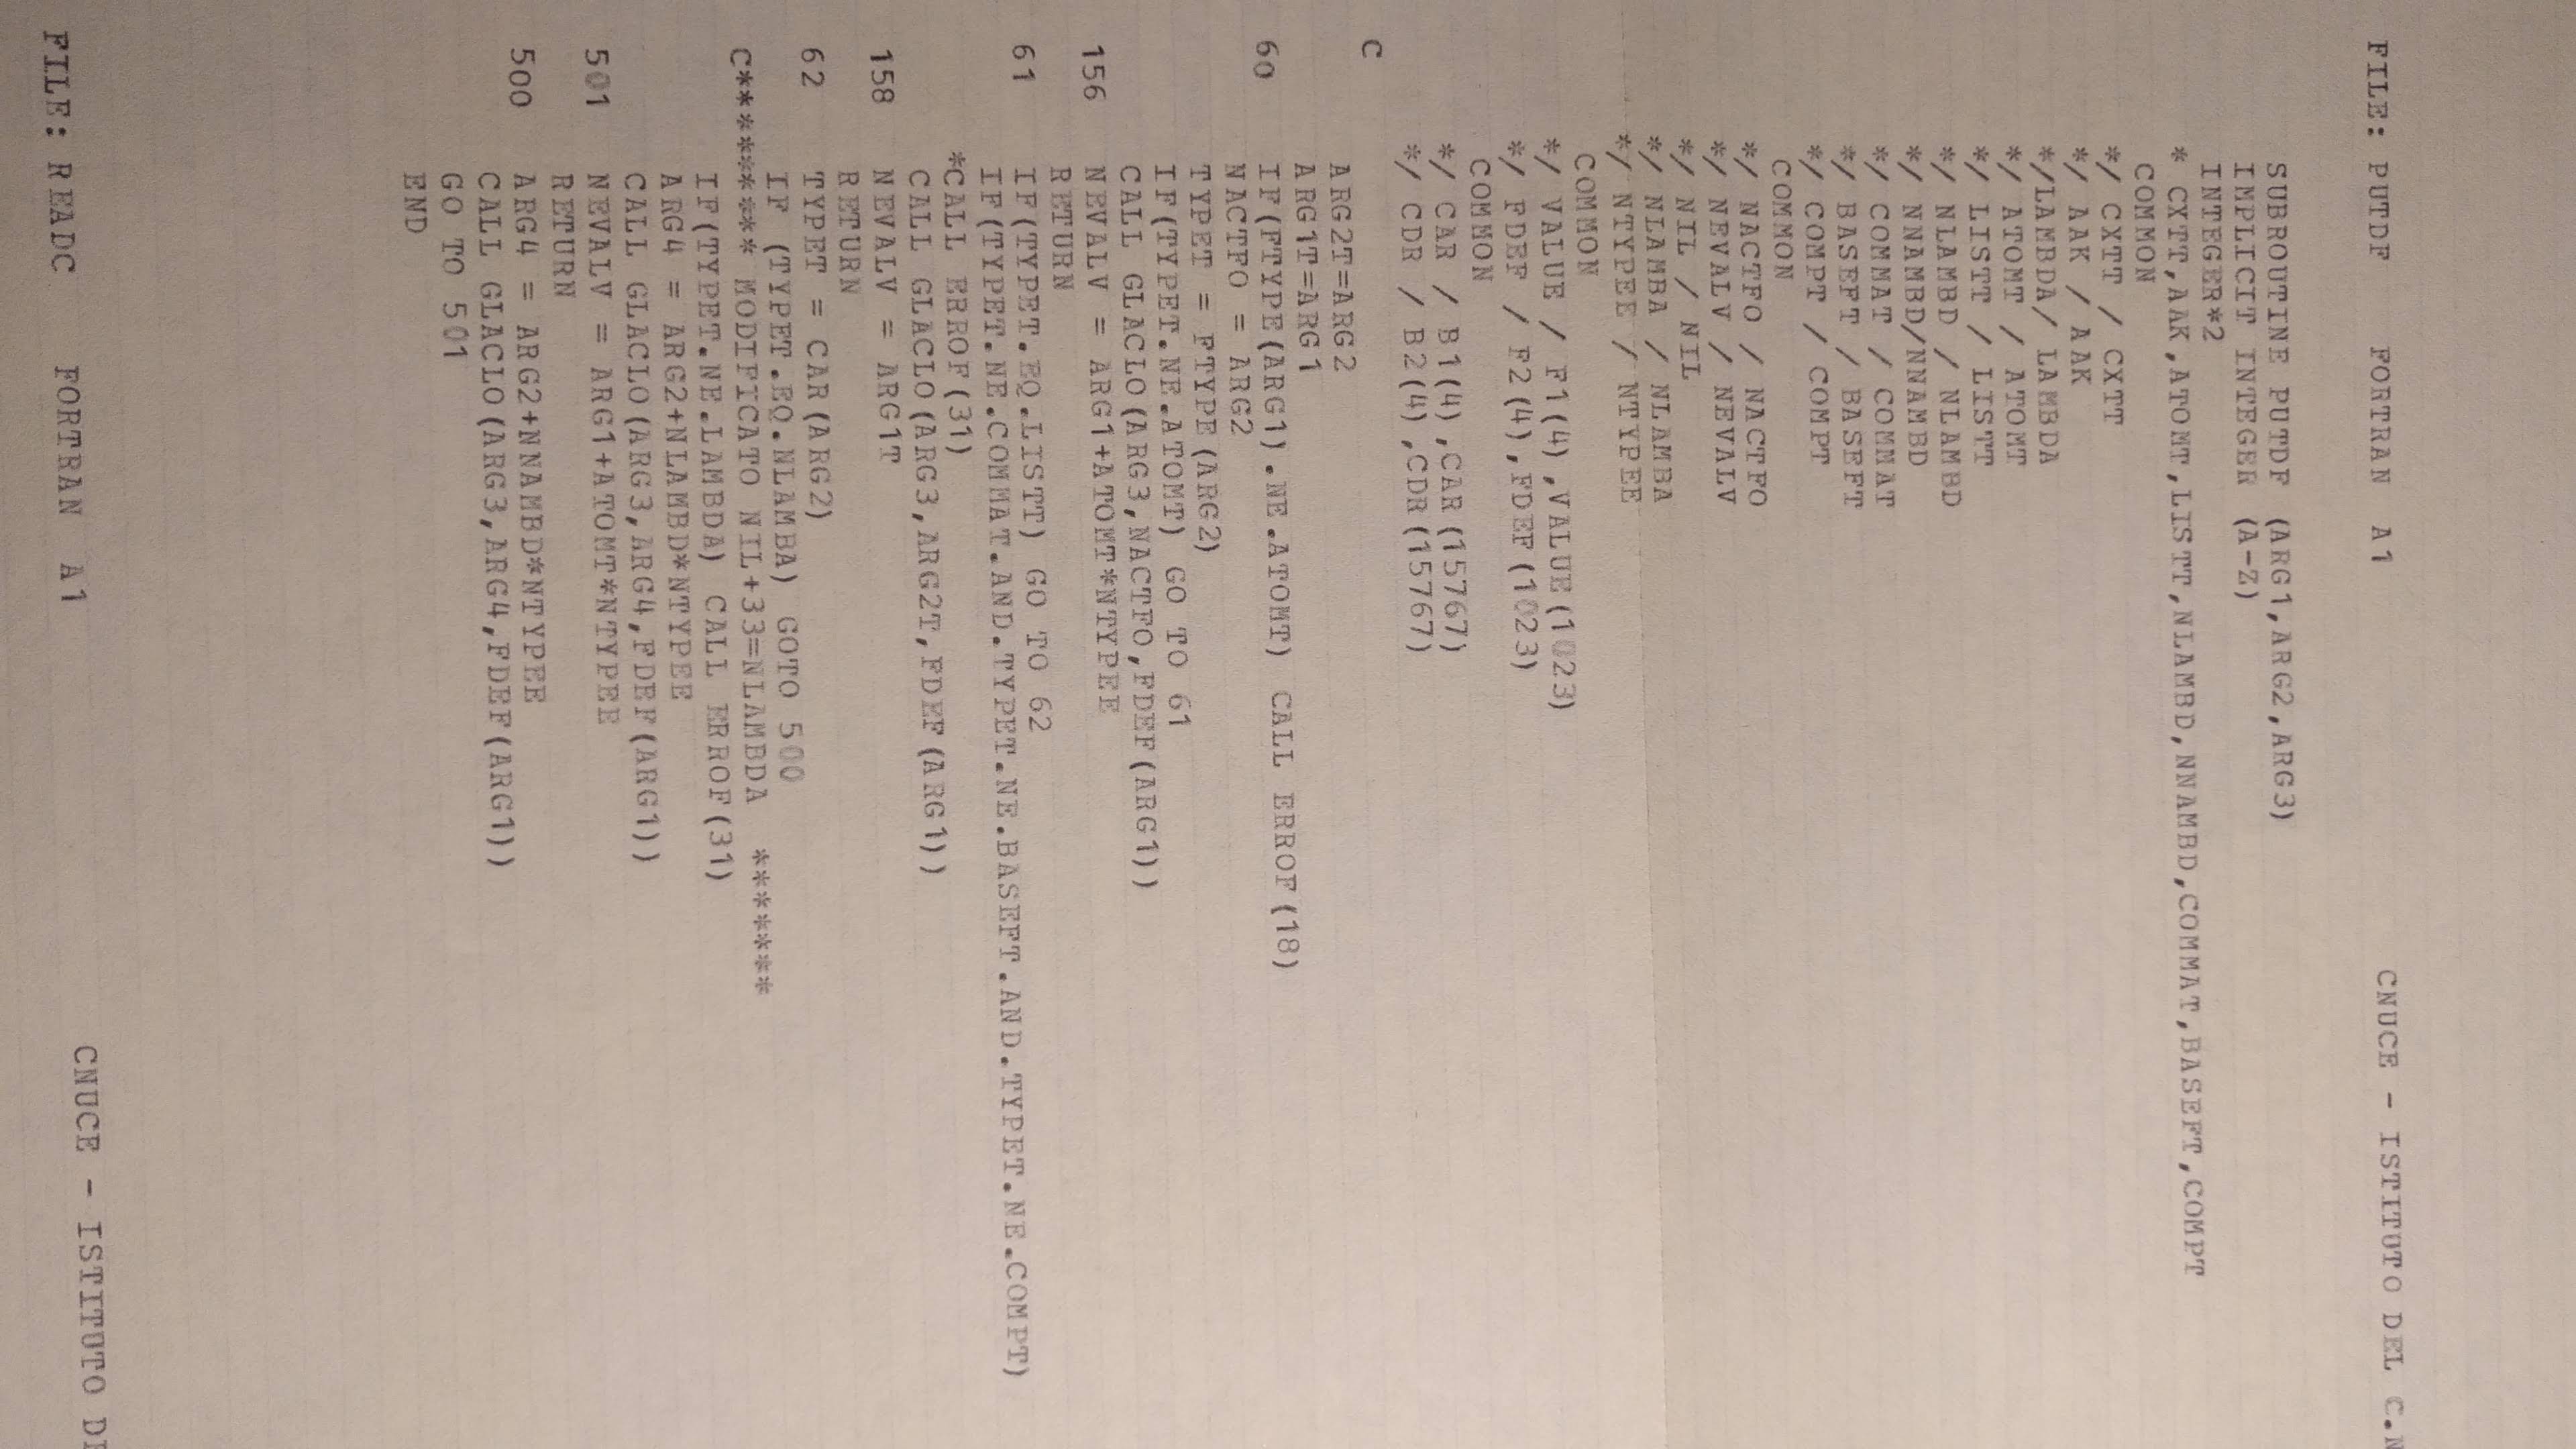 FILE: PUTDF    FORTRAN  A1                    CNUCE - ISTITUTO DEL C.N
      SUBROUTINE PUTDF (ARG1,ARG2,ARG3)
      IMPLICIT INTEGER (A-Z)
      INTEGER*2
     * CXTT,AAK,ATOMT,LISTT,NLAMBD,NNAMBD,COMMAT,BASEFT,COMPT
      COMMON
     */ CXTT / CXTT
     */ AAK / AAK
     */LAMBDA/ LAMBDA
     */ ATOMT / ATOMT
     */ LISTT / LISTT
     */ NLAMBD / NLAMBD
     */ NNAMBD/NNAMBD
     */ COMMAT / COMMAT
     */ BASEFT / BASEFT
     */ COMPT / COMPT
      COMMON
     */ NACTFO / NACTFO
     */ NEVALV / NEVALV
     */ NIL / NIL
     */ NLAMBA / NLAMBA
     */ NTYPEE / NTYPEE
      COMMON
     */ VALUE / F1(4),VALUE(1023)
     */ FDEF / F2(4),FDEF(1023)
      COMMON
     */ CAR / B1(4),CAR(15767)
     */ CDR / B2(4),CDR(15767)
C
      ARG2T=ARG2
      ARG1T=ARG1
60    IF(FTYPE(ARG1).NE.ATOMT) CALL ERROF(18)
      NACTFO = ARG2
      TYPET = FTYPE(ARG2)
      IF(TYPET.NE.ATOMT) GO TO 61
      CALL GLACLO(ARG3,NACTFO,FDEF(ARG1))
156   NEVALV = ARG1+ATOMT*NTYPEE
      RETURN
61    IF(TYPET.EQ.LISTT) GO TO 62
      IF(TYPET.NE.COMMAT.AND.TYPET.NE.BASEFT.AND.TYPET.NE.COMPT)
     *CALL ERROF(31)
      CALL GLACLO(ARG3,ARG2T,FDEF(ARG1))
158   NEVALV = ARG1T
      RETURN
62    TYPET = CAR(ARG2)
      IF (TYPET.EQ.NLAMBA) GOTO 500
C********* MODIFICATO NIL+33=NLAMBDA  *******
      IF(TYPET.NE.LAMBDA) CALL ERROF(31)
      ARG4 = ARG2+NLAMBD*NTYPEE
      CALL GLACLO(ARG3,ARG4,FDEF(ARG1))
501   NEVALV = ARG1+ATOMT*NTYPEE
      RETURN
500   ARG4 = ARG2+NNAMBD*NTYPEE
      CALL GLACLO(ARG3,ARG4,FDEF(ARG1))
      GO TO 501
      END
FILE: READC    FORTRAN  A1                    CNUCE - ISTITUTO DE